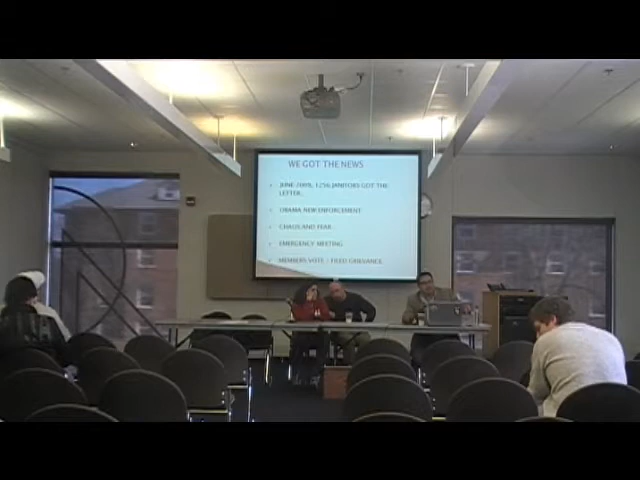 WE GOT THE NEWS
JUNE 2009, 1256 JANITORS GOT THE
LETTER.
OBAMA NEW ENFORCEMENT
CHAOS AND FEAR
EMERGENCY MEETING
MEMBERS VOTE - FILED GRIEVANCE